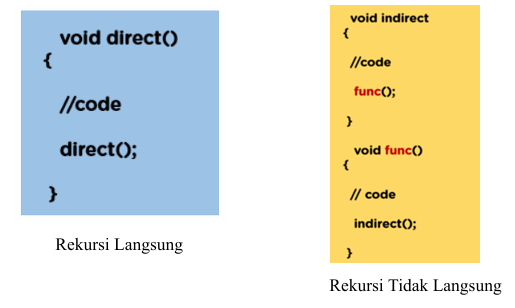 void direct()
{
//code
direct();
}
Rekursi Langsung
void indirect
{
//code
func();
}
void func()
{
// code
indirect();
}
Rekursi Tidak Langsung